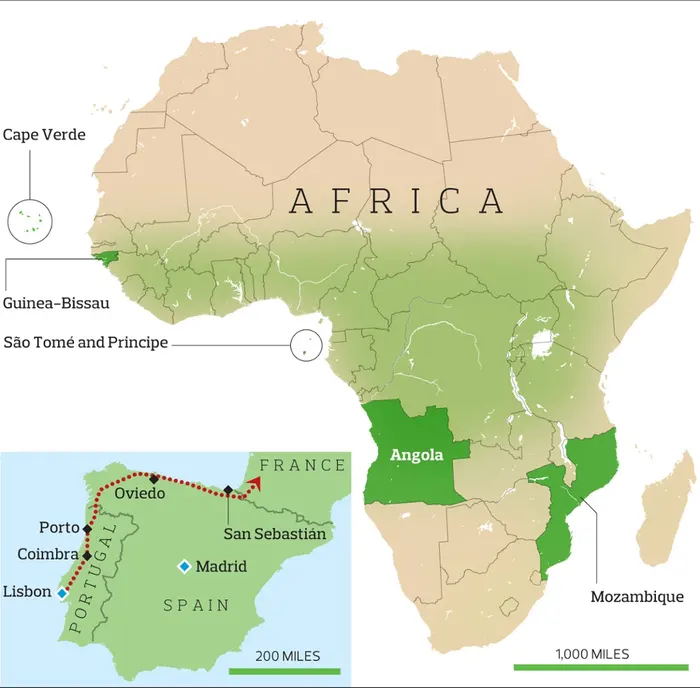 Cape Verde
AFRICA
Guinea-Bissau
São Tomé and Principe
Angola
Mozambique
1,000 MILES
FRANCE
Oviedo
San Sebastián
Porto
Coimbra
Madrid
Lisbon
PORTUGAL
SPAIN
200 MILES